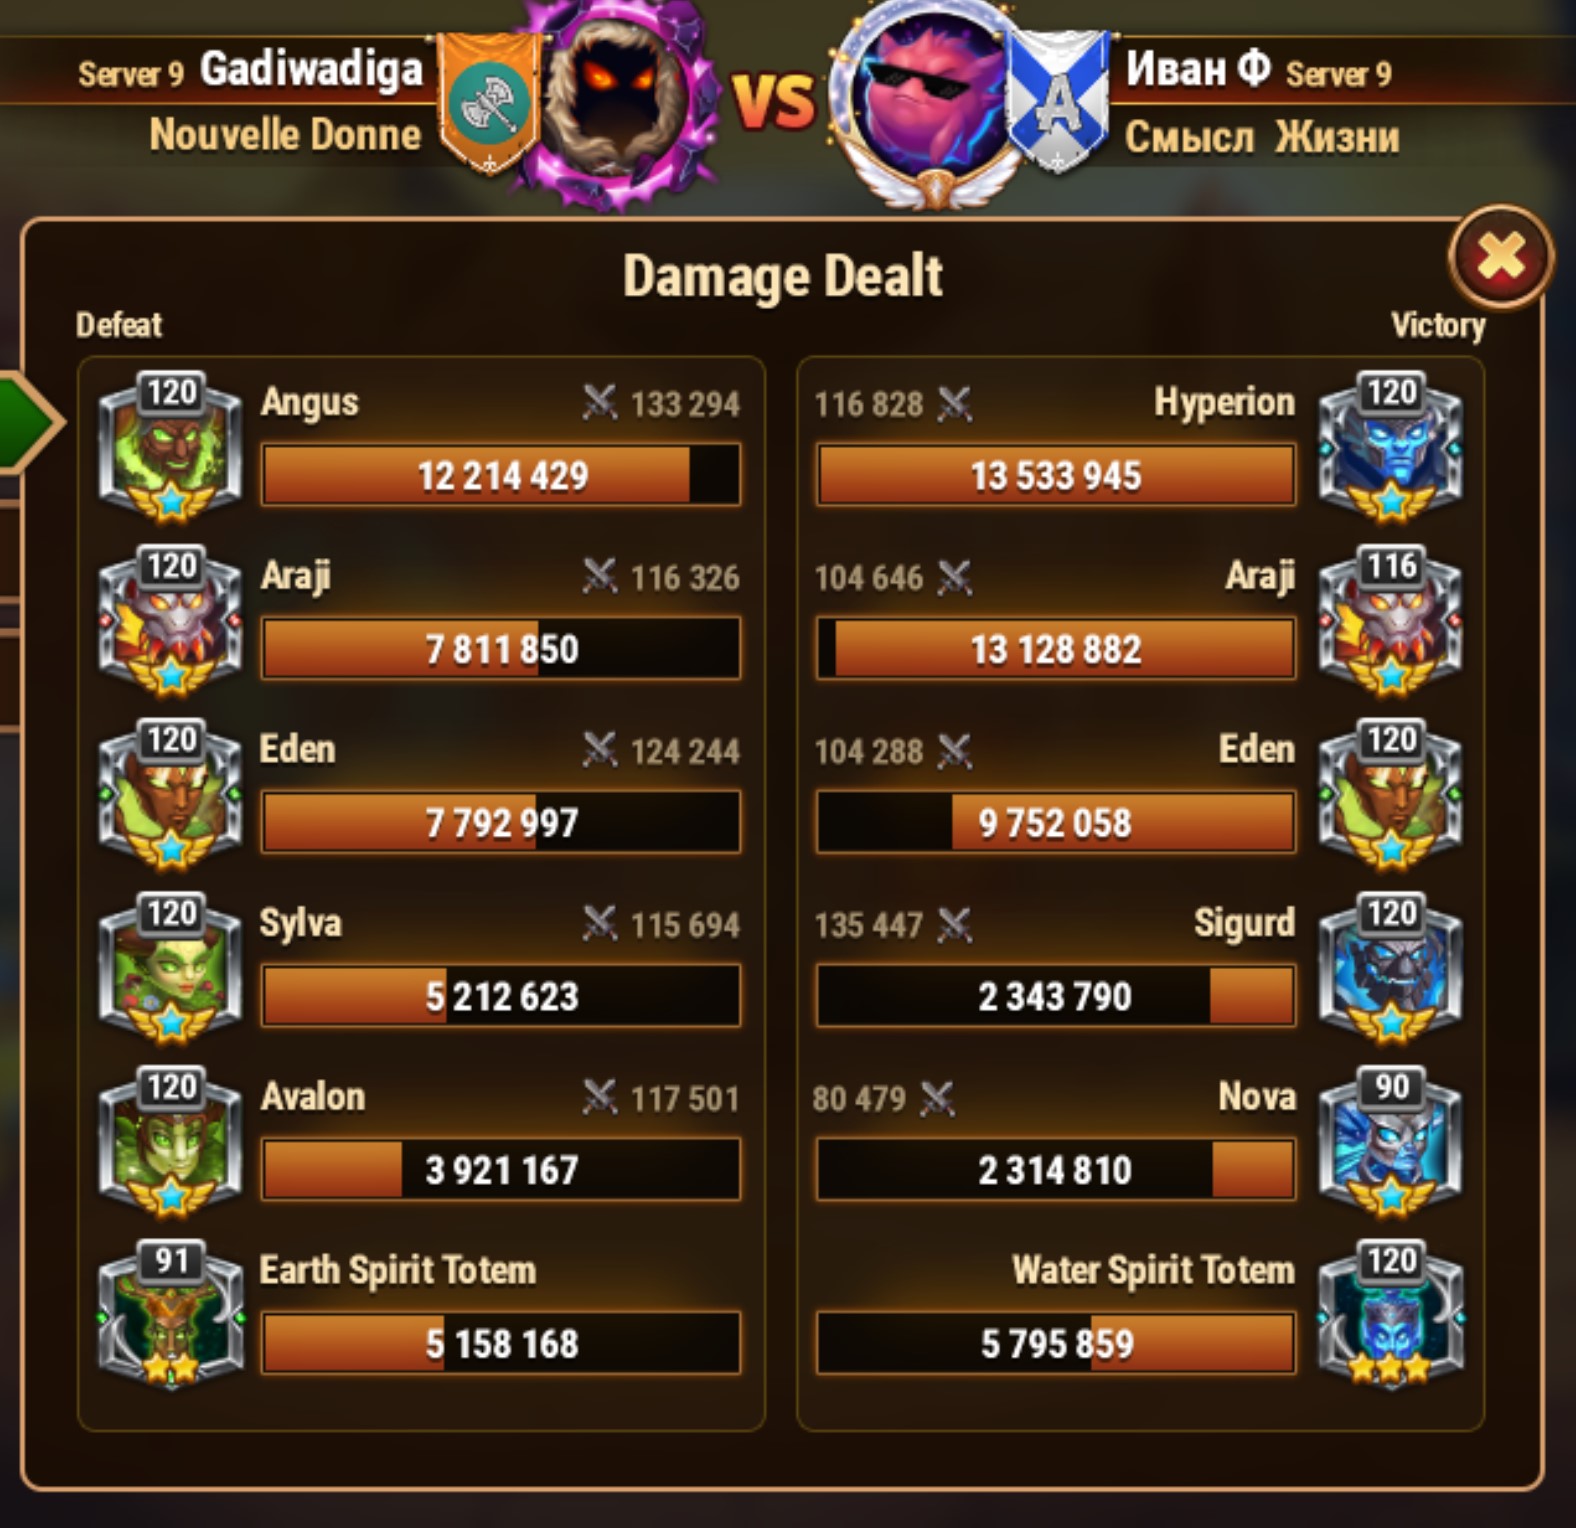 Server 9 Gadiwadiga
Nouvelle Donne
VS
Иван Ф Server 9
A
Смысл Жизни
Damage Dealt
Defeat
Victory
120 Angus 133 294
12 214 429
116 828 Hyperion 120
13 533 945
120 Araji 116 326
7 811 850
104 646 Araji 116
13 128 882
120 Eden 124 244
7 792 997
104 288 Eden 120
9 752 058
120 Sylva 115 694
5 212 623
135 447 Sigurd 120
2 343 790
120 Avalon 117 501
3 921 167
80 479 Nova 90
2 314 810
91 Earth Spirit Totem
5 158 168
Water Spirit Totem 120
5 795 859